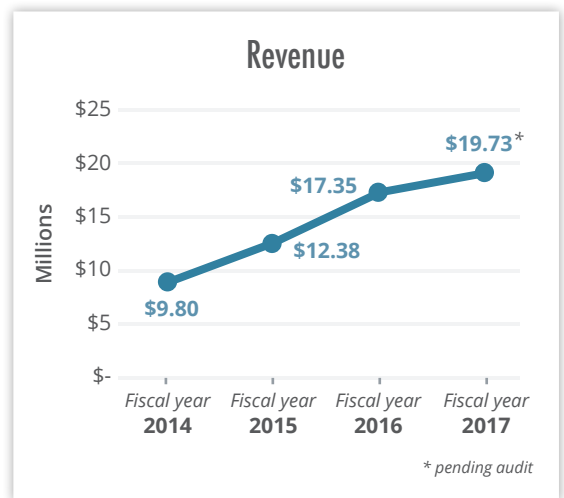 Revenue
Millions
$25
$20
$15
$10
$5
$-
$9.80
$12.38
$17.35
$19.73*
Fiscal year
2014
Fiscal year
2015
Fiscal year
2016
Fiscal year
2017
* pending audit